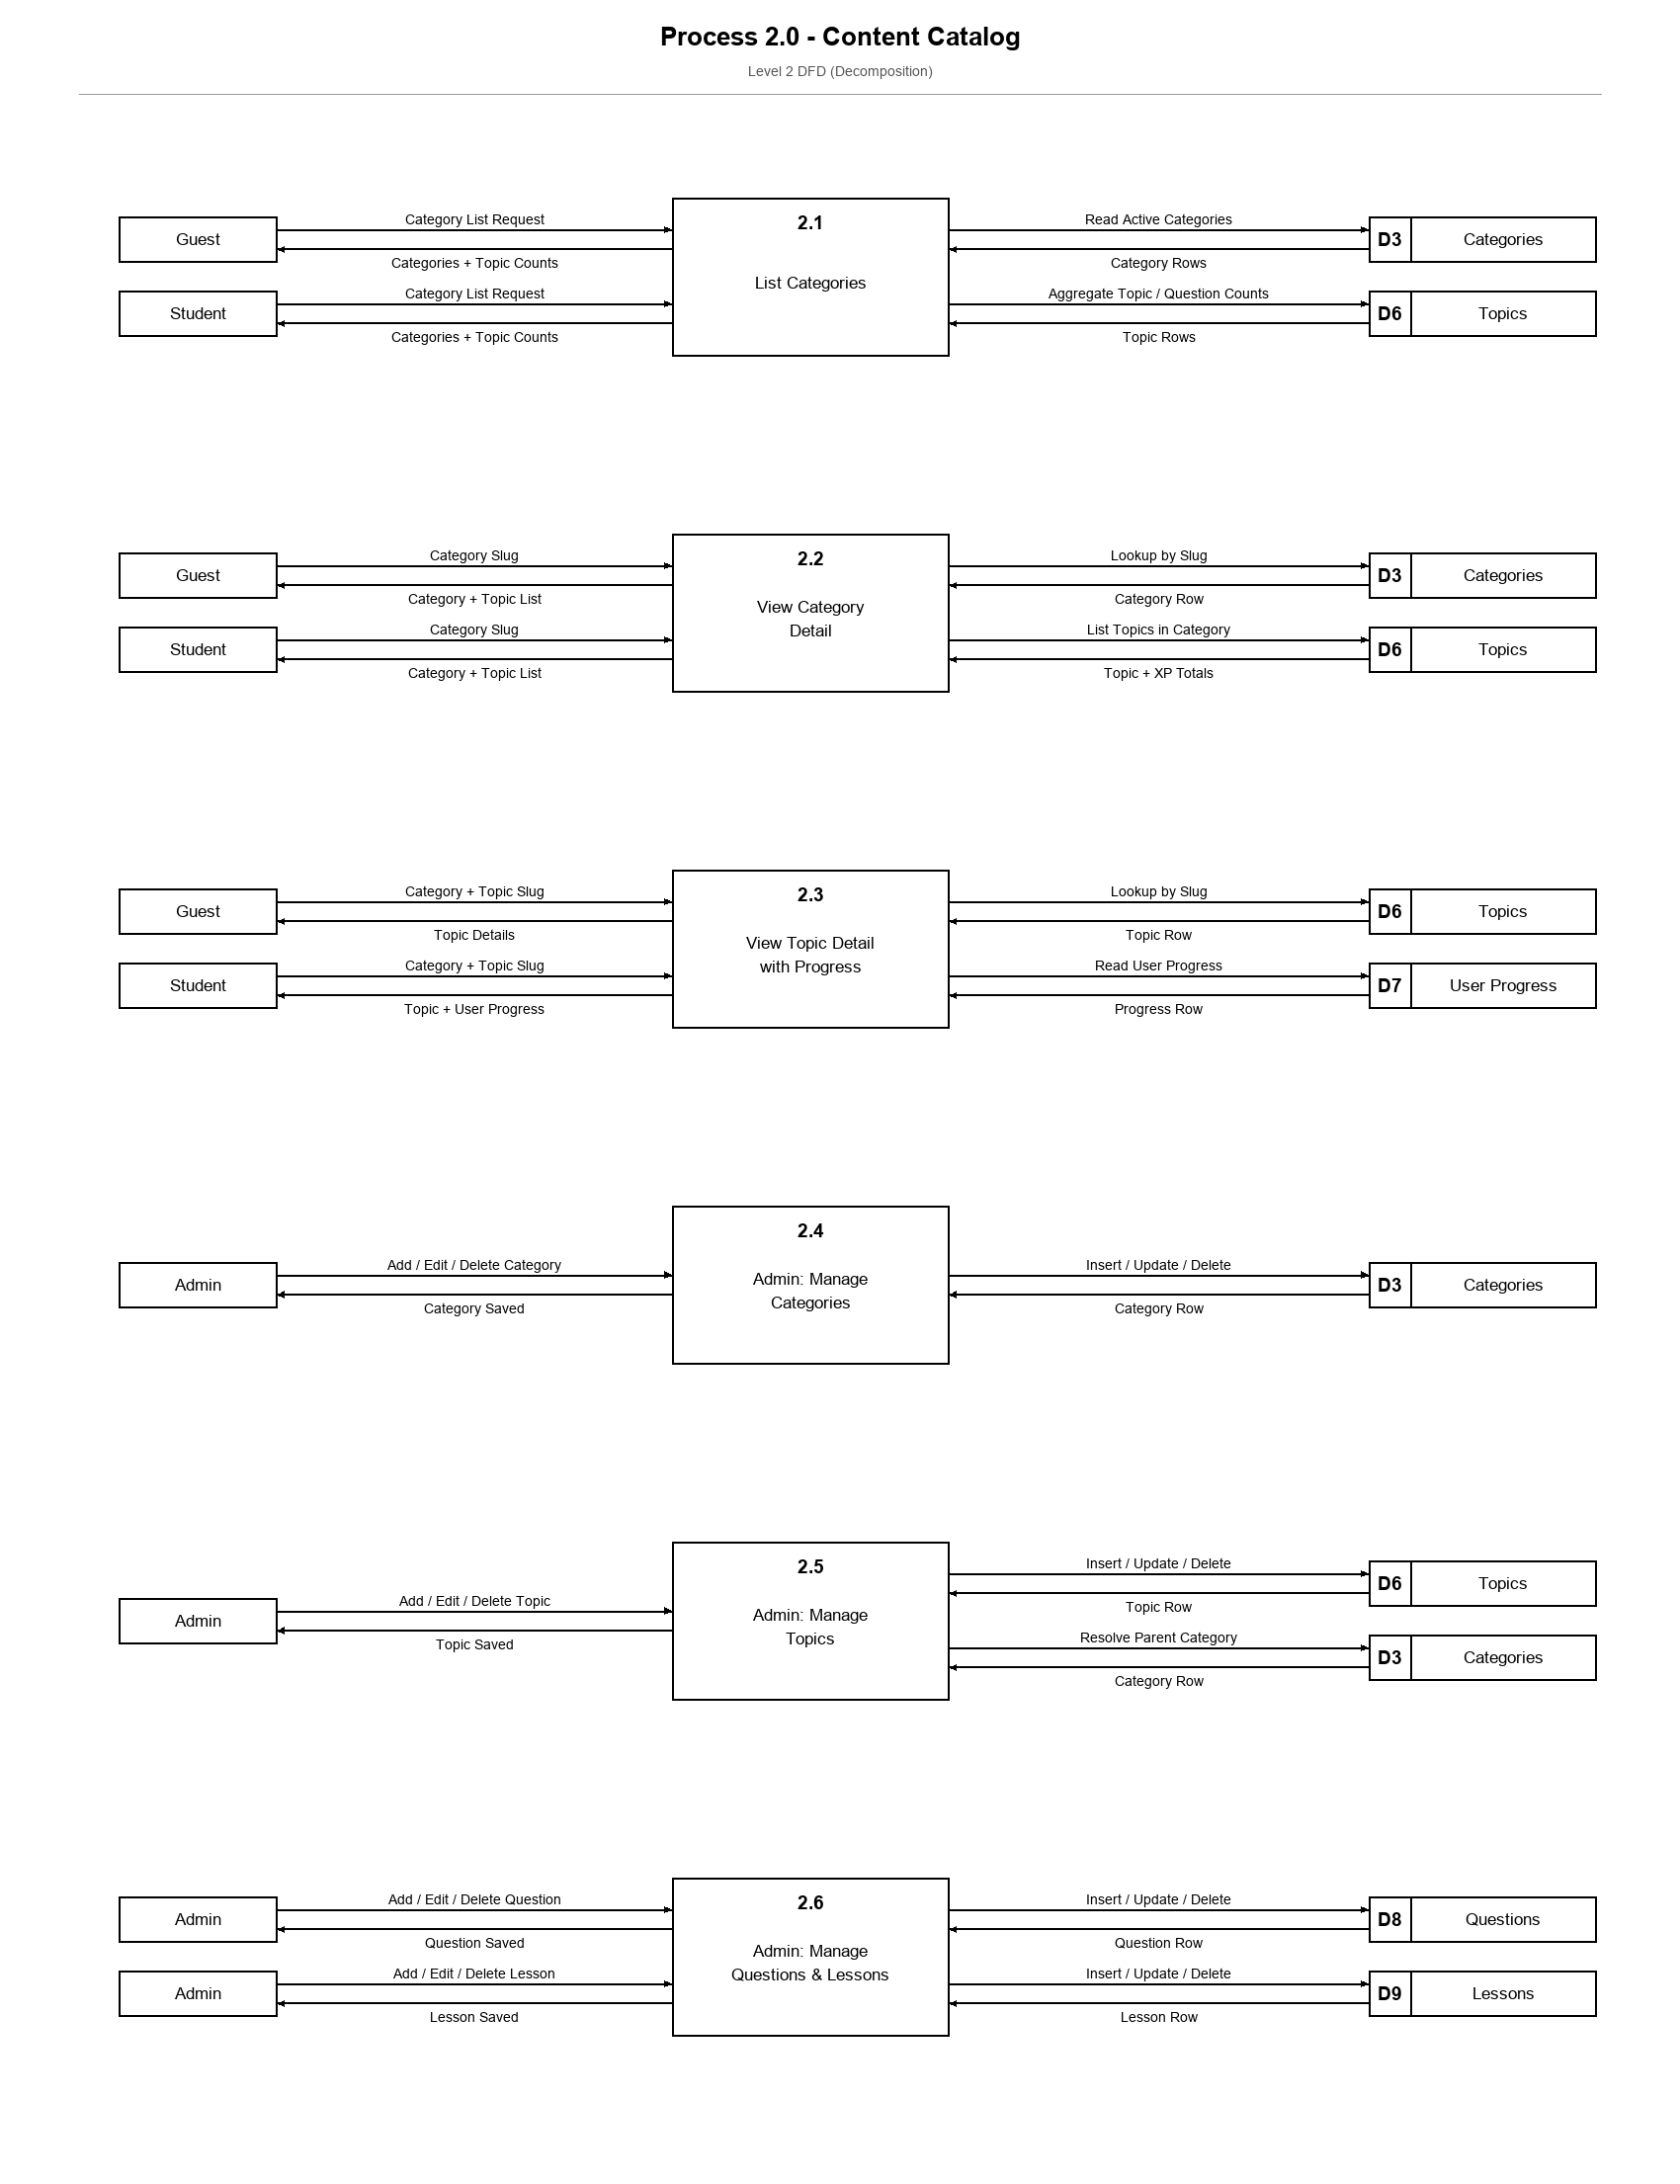 Process 2.0 - Content Catalog
Level 2 DFD (Decomposition)
Guest
Category List Request
Categories + Topic Counts
Student
Category List Request
Categories + Topic Counts
2.1
List Categories
Read Active Categories
Category Rows
D3 Categories
Aggregate Topic / Question Counts
Topic Rows
D6 Topics
Guest
Category Slug
Category + Topic List
Student
Category Slug
Category + Topic List
2.2
View Category
Detail
Lookup by Slug
Category Row
D3 Categories
List Topics in Category
Topic + XP Totals
D6 Topics
Guest
Category + Topic Slug
Topic Details
Student
Category + Topic Slug
Topic + User Progress
2.3
View Topic Detail
with Progress
Lookup by Slug
Topic Row
D6 Topics
Read User Progress
Progress Row
D7 User Progress
Admin
Add / Edit / Delete Category
Category Saved
2.4
Admin: Manage
Categories
Insert / Update / Delete
Category Row
D3 Categories
Admin
Add / Edit / Delete Topic
Topic Saved
2.5
Admin: Manage
Topics
Insert / Update / Delete
Topic Row
D6 Topics
Resolve Parent Category
Category Row
D3 Categories
Admin
Add / Edit / Delete Question
Question Saved
Admin
Add / Edit / Delete Lesson
Lesson Saved
2.6
Admin: Manage
Questions & Lessons
Insert / Update / Delete
Question Row
D8 Questions
Insert / Update / Delete
Lesson Row
D9 Lessons